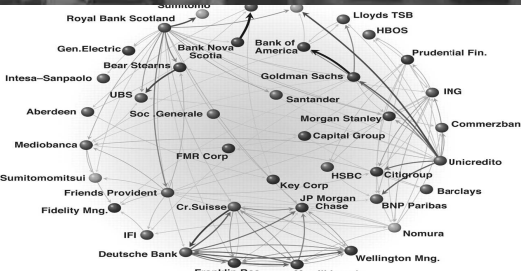 Sumitomo
Royal Bank Scotland
Lloyds TSB
HBOS
Gen.Electric
Bank Nova
Scotia
Bank of
America
Prudential Fin.
Bear Stearns
Goldman Sachs
Intesa–Sanpaolo
UBS
Santander
ING
Aberdeen
Soc .Generale
Morgan Stanley
Commerzban
Capital Group
Mediobanca
FMR Corp
Unicredito
HSBC
Citigroup
Sumitomomitsui
Key Corp
Barclays
Friends Provident
JP Morgan
Chase
BNP Paribas
Fidelity Mng.
Cr.Suisse
IFI
Nomura
Deutsche Bank
Wellington Mng.